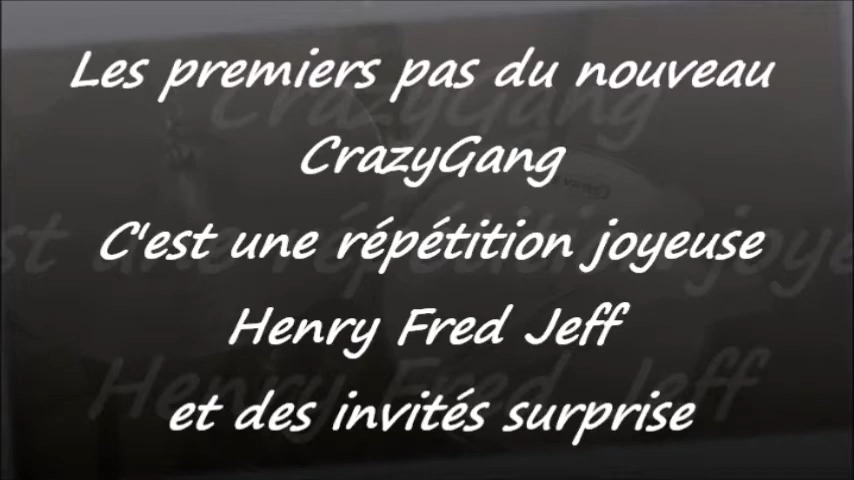 Les premiers pas du nouveau
CrazyGang
C'est une répétition joyeuse
Henry Fred Jeff
et des invités surprise